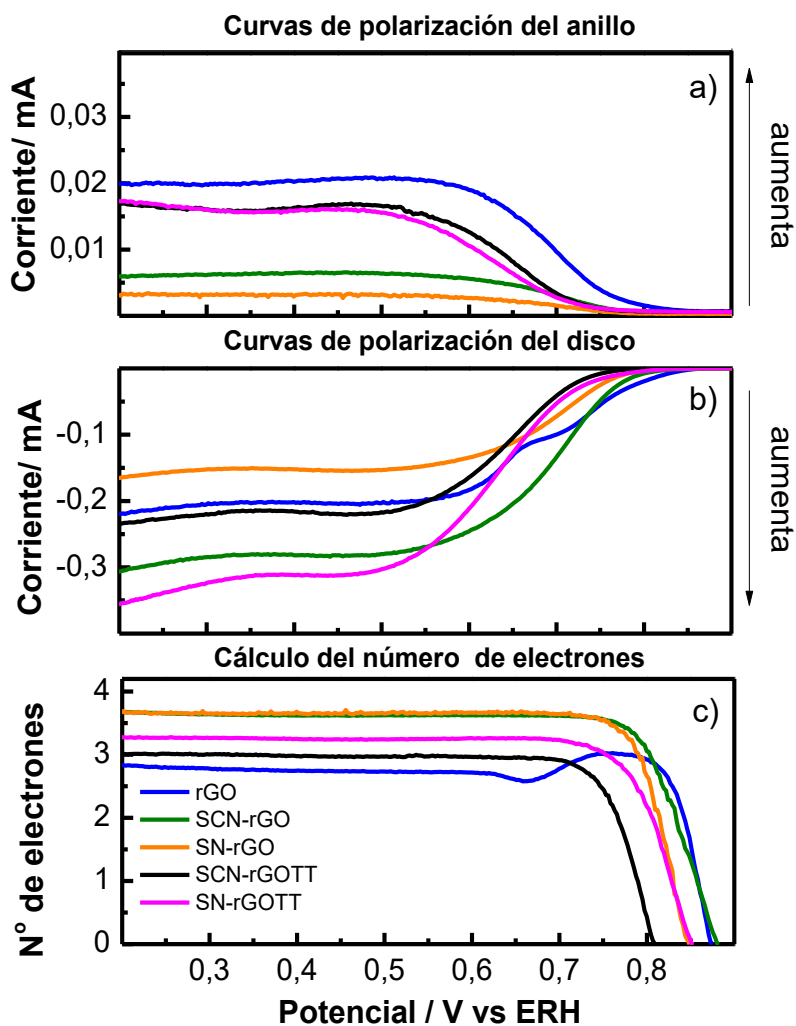 Curvas de polarización del anillo
a)
0,03
0,02
0,01
Corriente/ mA
aumenta
Curvas de polarización del disco
b)
-0,1
-0,2
-0,3
Corriente/ mA
aumenta
Cálculo del número de electrones
c)
4
3
2
1
0
Nº de electrones
rGO
SCN-rGO
SN-rGO
SCN-rGOTT
SN-rGOTT
0,3 0,4 0,5 0,6 0,7 0,8
Potencial / V vs ERH